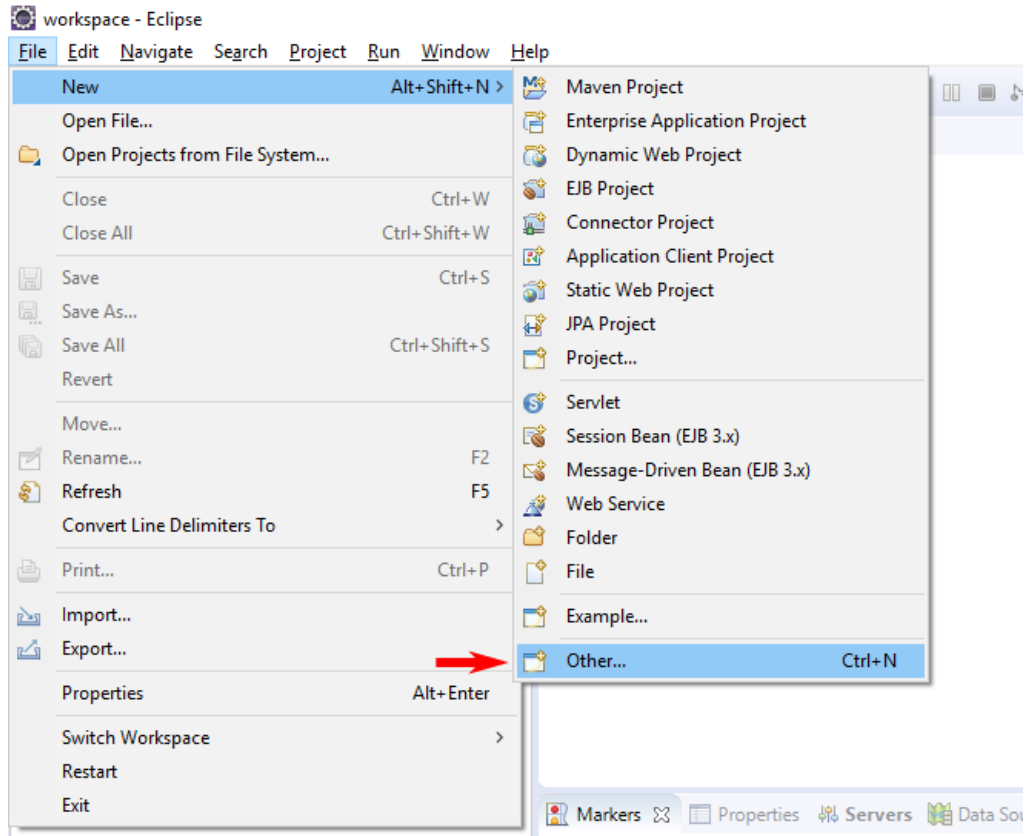 workspace - Eclipse
File Edit Navigate Search Project Run Window Help
New Alt+Shift+N
Open File...
Open Projects from File System...
Close Ctrl+W
Close All Ctrl+Shift+W
Save Ctrl+S
Save As...
Save All Ctrl+Shift+S
Revert
Move...
Rename... F2
Refresh F5
Convert Line Delimiters To
Print... Ctrl+P
Import...
Export...
Properties Alt+Enter
Switch Workspace
Restart
Exit
Maven Project
Enterprise Application Project
Dynamic Web Project
EJB Project
Connector Project
Application Client Project
Static Web Project
JPA Project
Project...
Servlet
Session Bean (EJB 3.x)
Message-Driven Bean (EJB 3.x)
Web Service
Folder
File
Example...
Other... Ctrl+N
Markers Properties Servers Data Sou